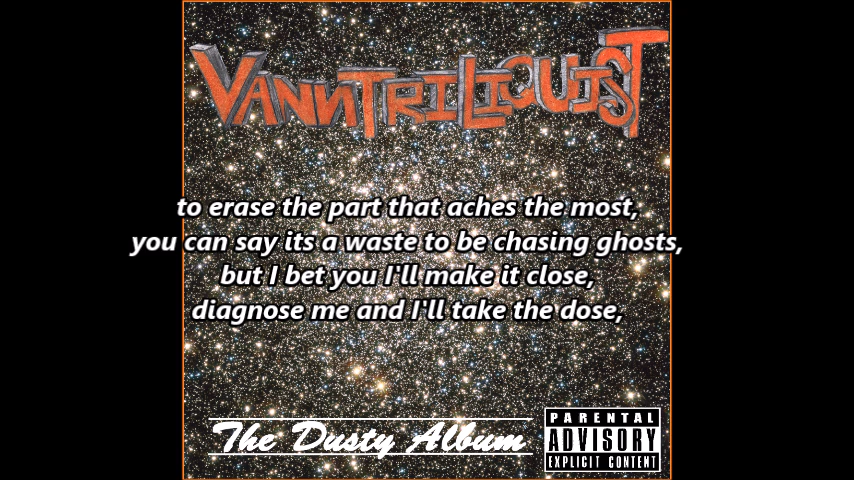 VANNTRILIQUIST
to erase the part that aches the most,
you can say its a waste to be chasing ghosts,
but I bet you I'll make it close,
diagnose me and I'll take the dose,
The Dusty Album
PARENTAL
ADVISORY
EXPLICIT CONTENT